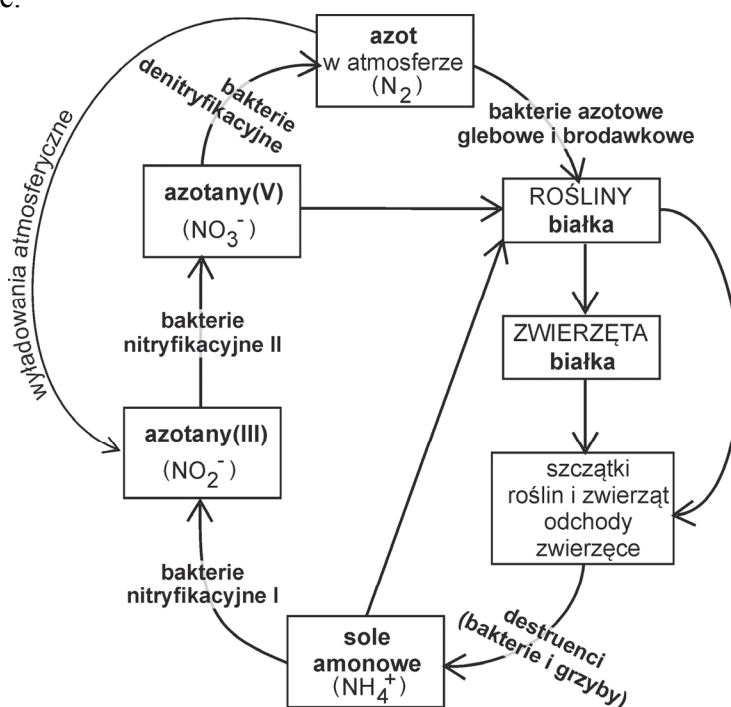 c.
azot
w atmosferze
(N2)
bakterie
denitryfikacyjne
bakterie azotowe
glebowe i brodawkowe
wyładowania atmosferyczne
azotany(V)
(NO3-)
ROŚLINY
białka
bakterie
nitryfikacyjne II
ZWIERZĘTA
białka
azotany(III)
(NO2-)
szczątki
roślin i zwierząt
odchody
zwierzęce
bakterie
nitryfikacyjne I
destruenci
(bakterie i grzyby)
sole
amonowe
(NH4+)